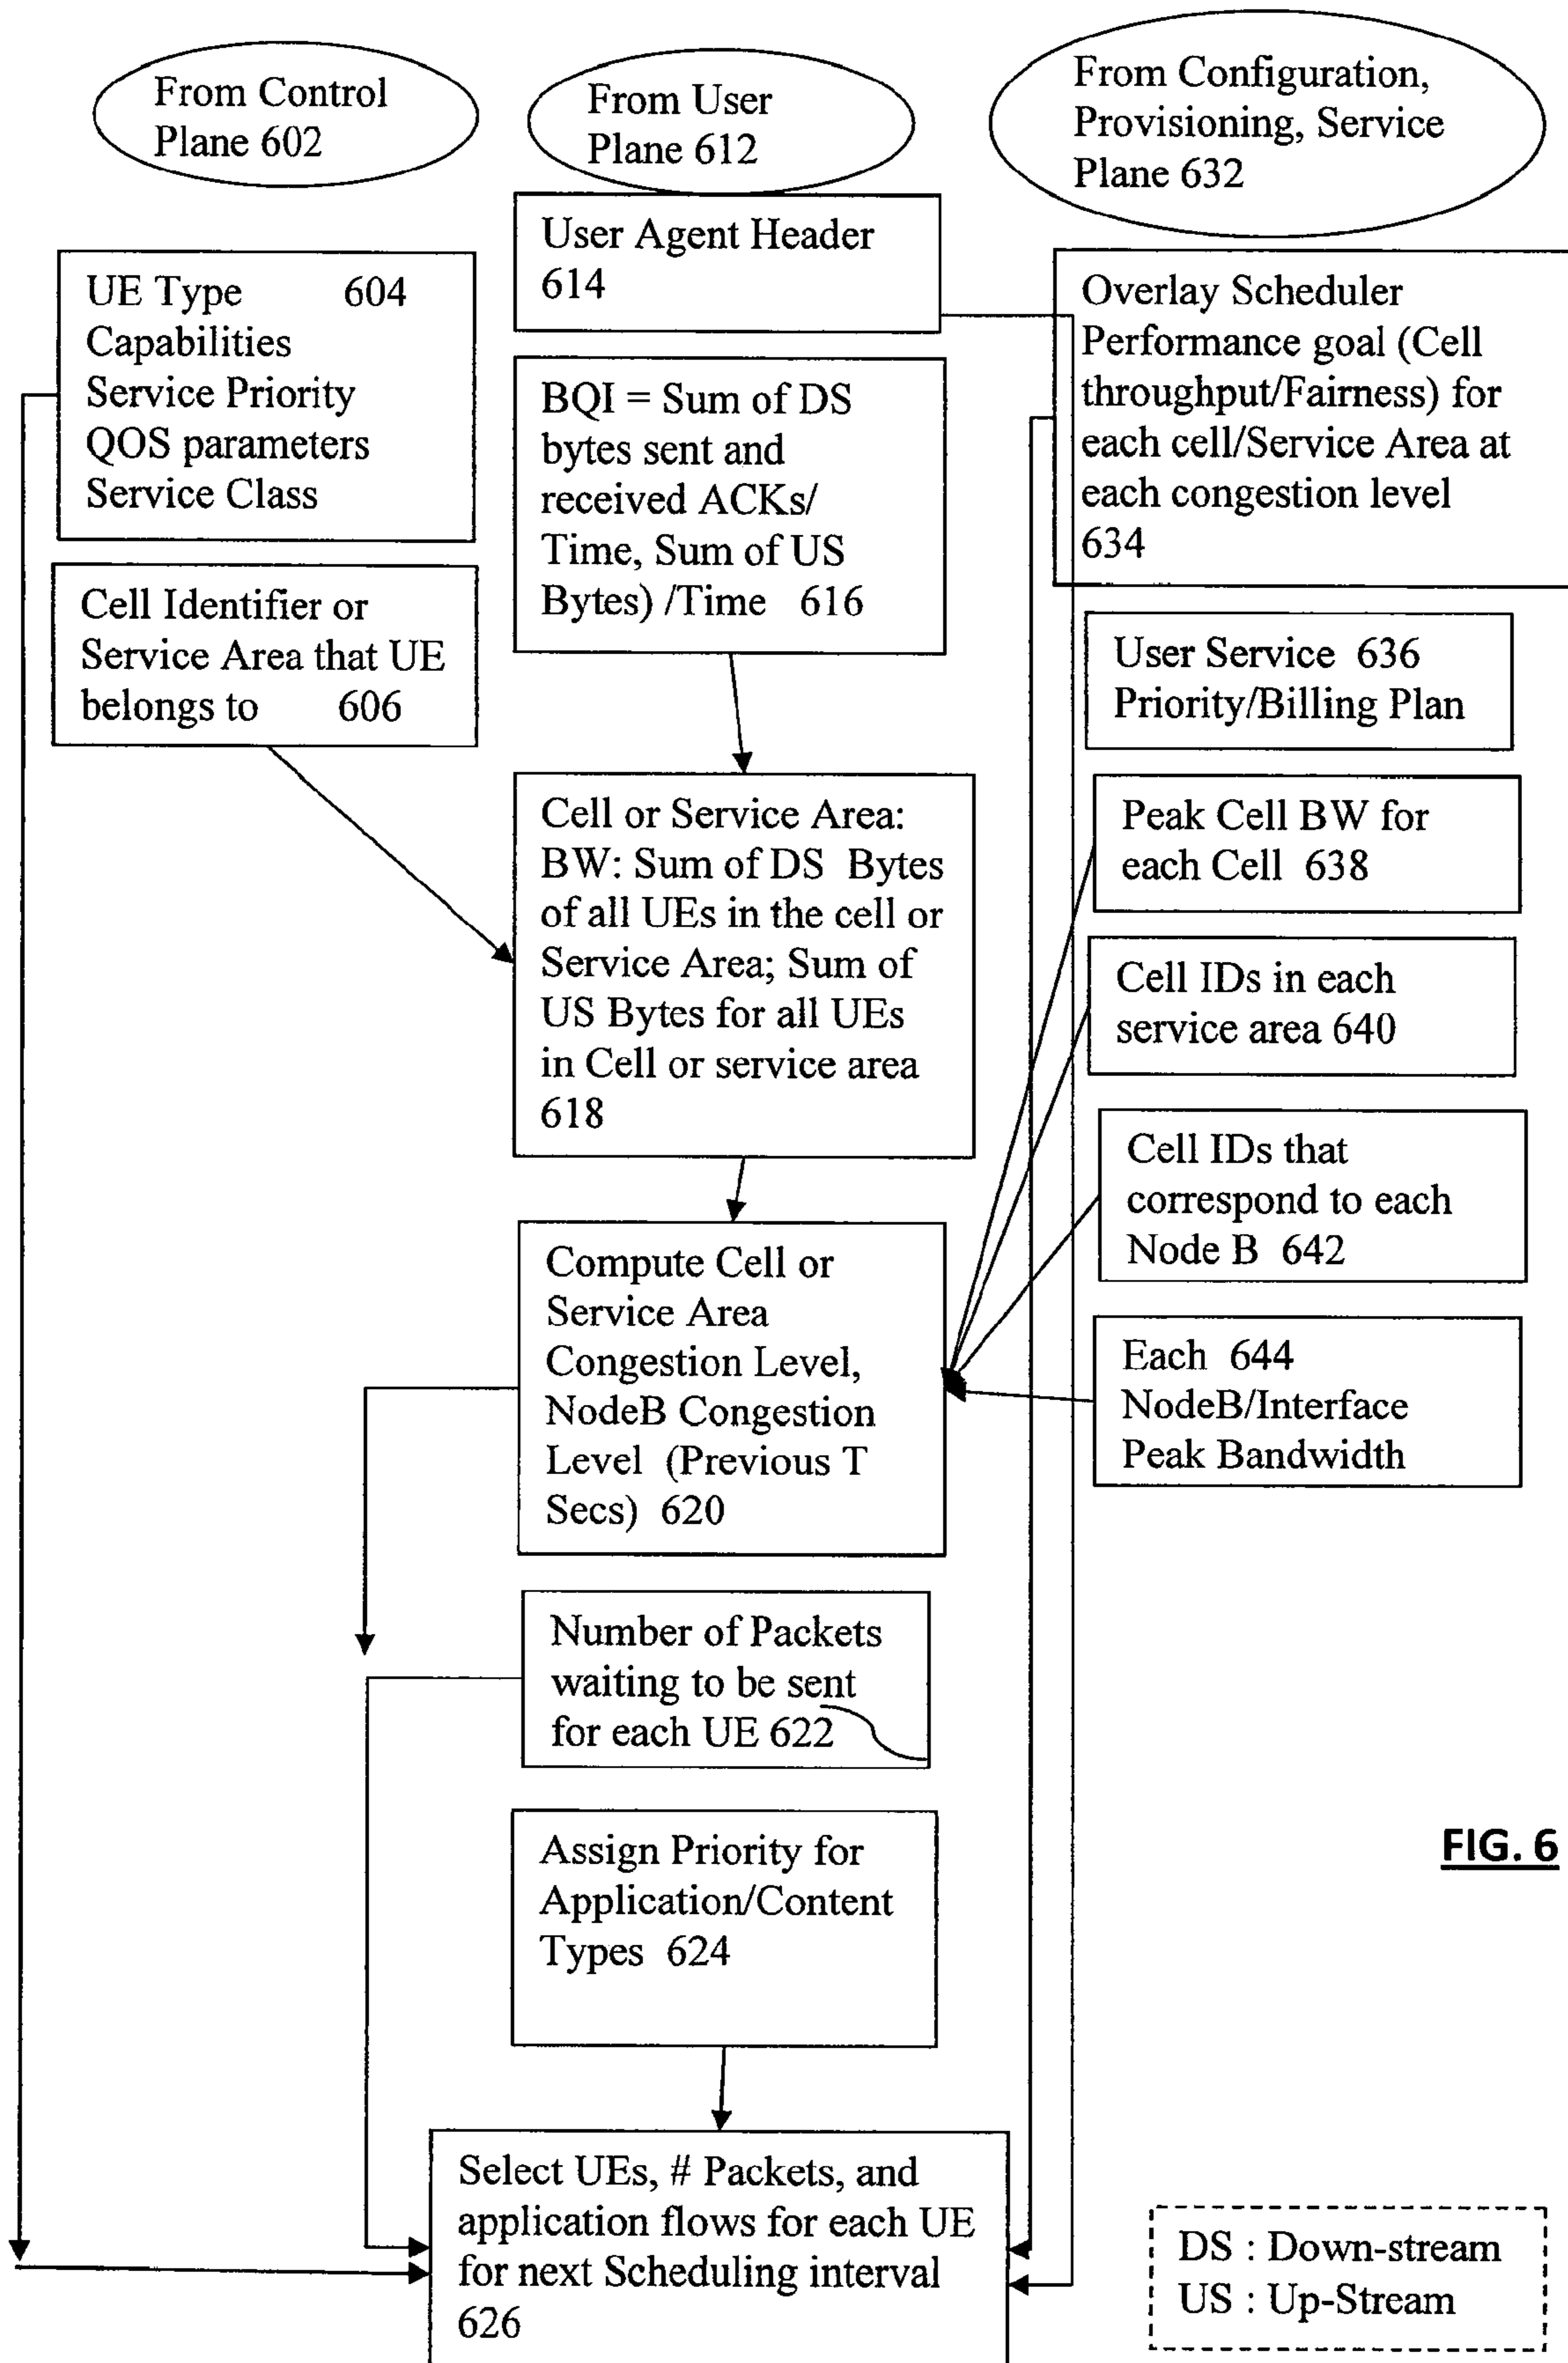 From Control
Plane 602
From User
Plane 612
From Configuration,
Provisioning, Service
Plane 632
UE Type 604
Capabilities
Service Priority
QOS parameters
Service Class
Cell Identifier or
Service Area that UE
belongs to 606
User Agent Header
614
BQI = Sum of DS
bytes sent and
received ACKs/
Time, Sum of US
Bytes) /Time 616
Cell or Service Area:
BW: Sum of DS Bytes
of all UEs in the cell or
Service Area; Sum of
US Bytes for all UEs
in Cell or service area
618
Compute Cell or
Service Area
Congestion Level,
NodeB Congestion
Level (Previous T
Secs) 620
Number of Packets
waiting to be sent
for each UE 622
Assign Priority for
Application/Content
Types 624
Select UEs, # Packets, and
application flows for each UE
for next Scheduling interval
626
Overlay Scheduler
Performance goal (Cell
throughput/Fairness) for
each cell/Service Area at
each congestion level
634
User Service 636
Priority/Billing Plan
Peak Cell BW for
each Cell 638
Cell IDs in each
service area 640
Cell IDs that
correspond to each
Node B 642
Each 644
NodeB/Interface
Peak Bandwidth
FIG. 6
DS : Down-stream
US : Up-Stream